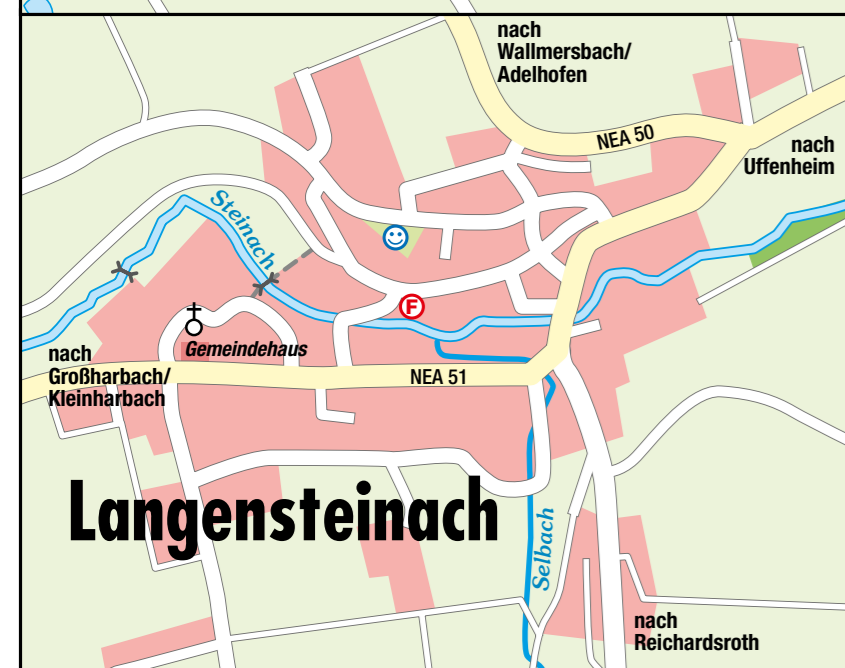 nach
Wallmersbach/
Adelhofen
NEA 50
nach
Uffenheim
Steinach
F
Gemeindehaus
nach
Großharbach/
Kleinharbach
NEA 51
Langensteinach
Selbach
nach
Reichardsroth